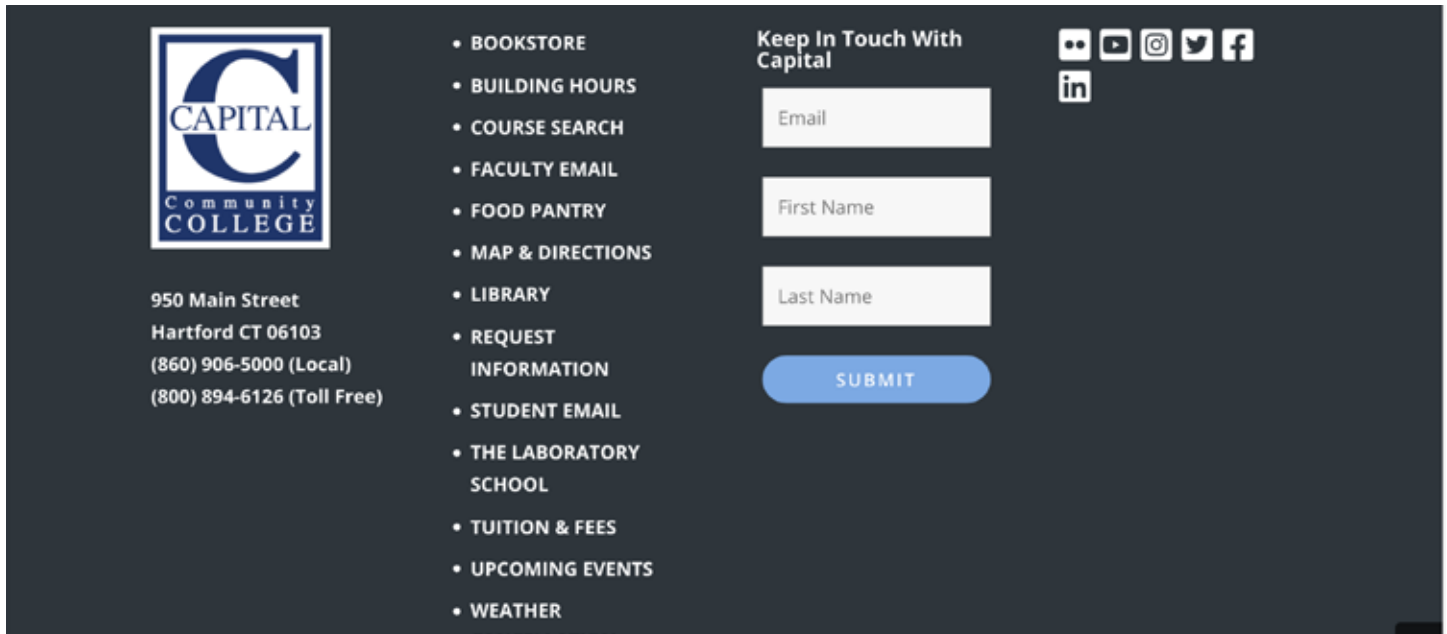 CAPITAL
Community
COLLEGE
950 Main Street
Hartford CT 06103
(860) 906-5000 (Local)
(800) 894-6126 (Toll Free)
• BOOKSTORE
• BUILDING HOURS
• COURSE SEARCH
• FACULTY EMAIL
• FOOD PANTRY
• MAP & DIRECTIONS
• LIBRARY
• REQUEST
INFORMATION
• STUDENT EMAIL
• THE LABORATORY
SCHOOL
• TUITION & FEES
• UPCOMING EVENTS
• WEATHER
Keep In Touch With
Capital
Email
First Name
Last Name
SUBMIT
in